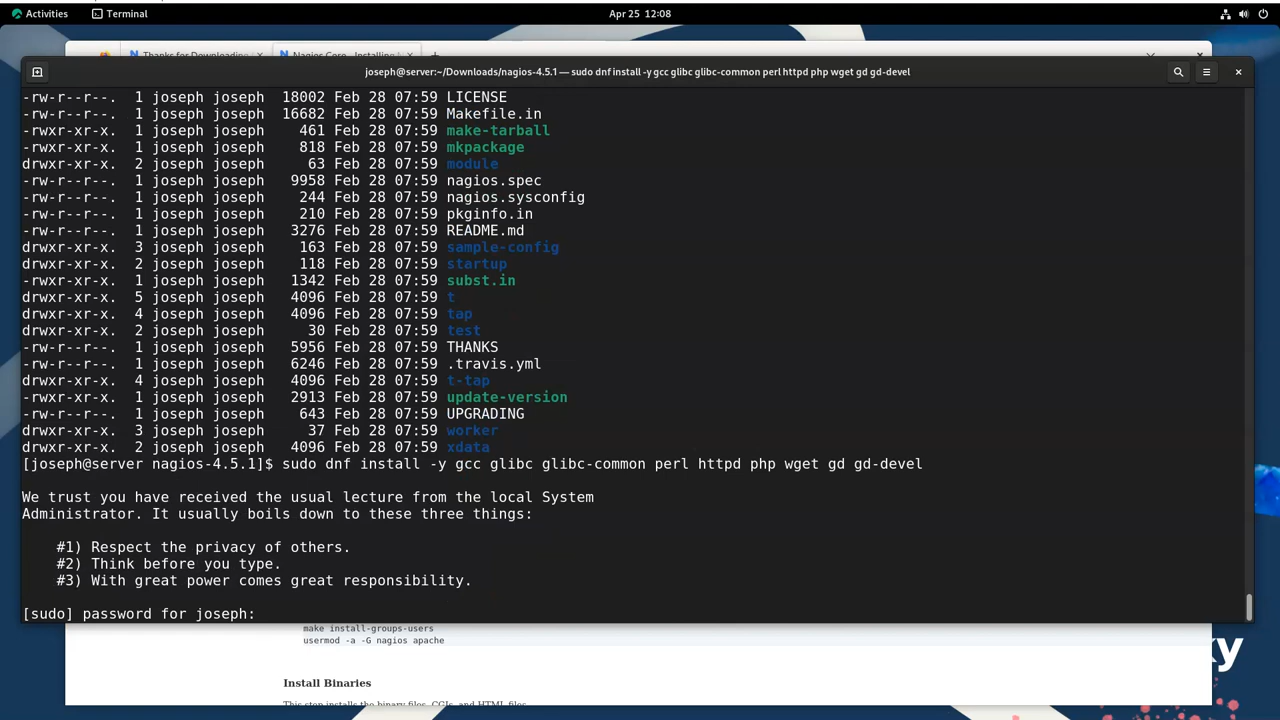 Activities Terminal Apr 25 12:08
Thanks for Downloading Nagios Core - Installing
joseph@server:~/Downloads/nagios-4.5.1 — sudo dnf install -y gcc glibc glibc-common perl httpd php wget gd gd-devel
-rw-r--r--. 1 joseph joseph 18002 Feb 28 07:59 LICENSE
-rw-r--r--. 1 joseph joseph 16682 Feb 28 07:59 Makefile.in
-rwxr-xr-x. 1 joseph joseph 461 Feb 28 07:59 make-tarball
-rwxr-xr-x. 1 joseph joseph 818 Feb 28 07:59 mkpackage
drwxr-xr-x. 2 joseph joseph 63 Feb 28 07:59 module
-rw-r--r--. 1 joseph joseph 9958 Feb 28 07:59 nagios.spec
-rw-r--r--. 1 joseph joseph 244 Feb 28 07:59 nagios.sysconfig
-rw-r--r--. 1 joseph joseph 210 Feb 28 07:59 pkginfo.in
-rw-r--r--. 1 joseph joseph 3276 Feb 28 07:59 README.md
drwxr-xr-x. 3 joseph joseph 163 Feb 28 07:59 sample-config
drwxr-xr-x. 2 joseph joseph 118 Feb 28 07:59 startup
-rwxr-xr-x. 1 joseph joseph 1342 Feb 28 07:59 subst.in
drwxr-xr-x. 5 joseph joseph 4096 Feb 28 07:59 t
drwxr-xr-x. 4 joseph joseph 4096 Feb 28 07:59 tap
drwxr-xr-x. 2 joseph joseph 30 Feb 28 07:59 test
-rw-r--r--. 1 joseph joseph 5956 Feb 28 07:59 THANKS
-rw-r--r--. 1 joseph joseph 6246 Feb 28 07:59 .travis.yml
drwxr-xr-x. 4 joseph joseph 4096 Feb 28 07:59 t-tap
-rwxr-xr-x. 1 joseph joseph 2913 Feb 28 07:59 update-version
-rw-r--r--. 1 joseph joseph 643 Feb 28 07:59 UPGRADING
drwxr-xr-x. 3 joseph joseph 37 Feb 28 07:59 worker
drwxr-xr-x. 2 joseph joseph 4096 Feb 28 07:59 xdata
[joseph@server nagios-4.5.1]$ sudo dnf install -y gcc glibc glibc-common perl httpd php wget gd gd-devel
We trust you have received the usual lecture from the local System
Administrator. It usually boils down to these three things:
#1) Respect the privacy of others.
#2) Think before you type.
#3) With great power comes great responsibility.
[sudo] password for joseph:
make install-groups-users
usermod -a -G nagios apache
ky
Install Binaries
This step installs the binary files, CGIs, and HTML files.